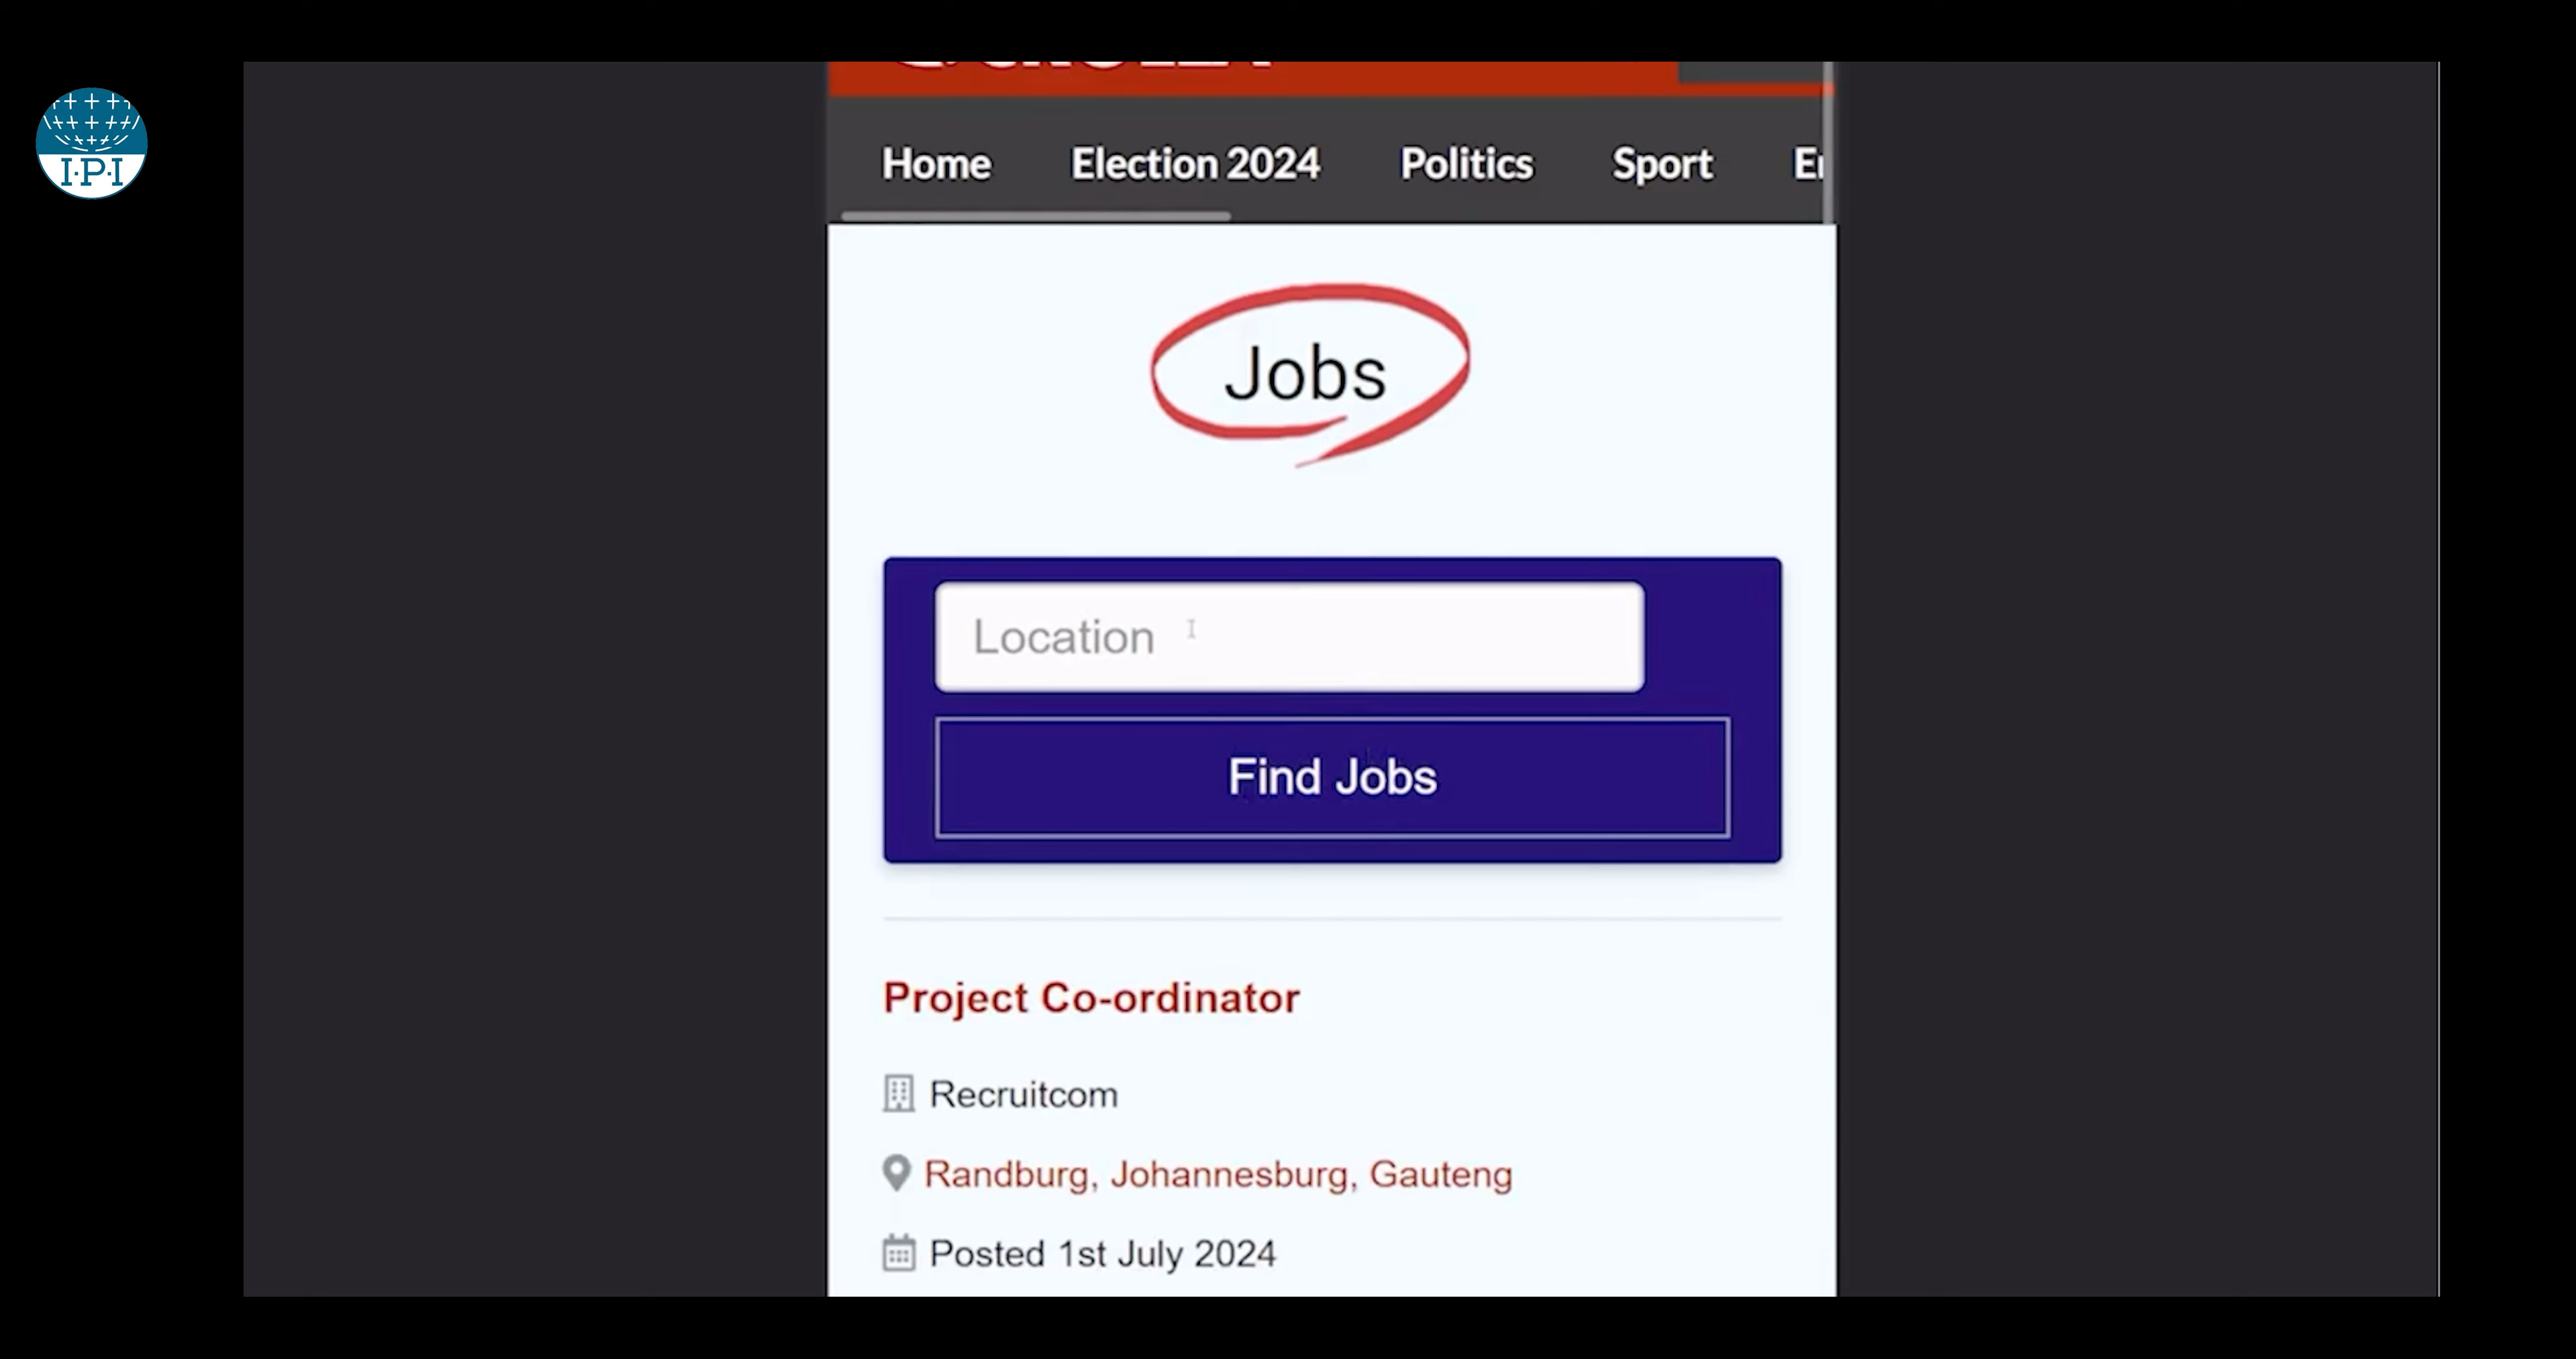 I·P·I
Home Election 2024 Politics Sport
Jobs
Location
Find Jobs
Project Co-ordinator
Recruitcom
Randburg, Johannesburg, Gauteng
Posted 1st July 2024